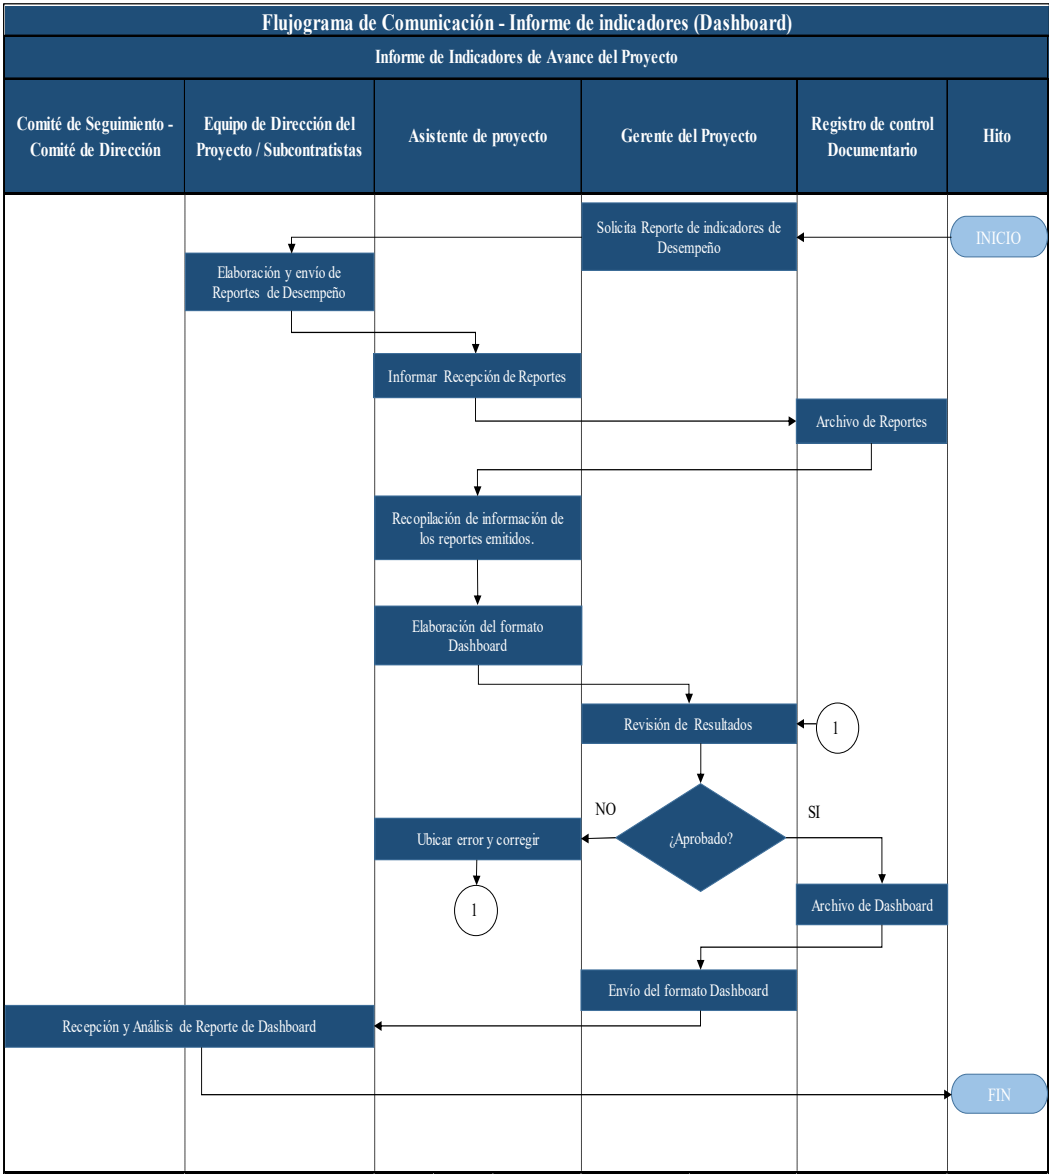 Flujograma de Comunicación - Informe de indicadores (Dashboard)
Informe de Indicadores de Avance del Proyecto
Comité de Seguimiento -
Comité de Dirección
Equipo de Dirección del
Proyecto / Subcontratistas
Asistente de proyecto
Gerente del Proyecto
Registro de control
Documentario
Hito
Solicita Reporte de indicadores de
Desempeño
INICIO
Elaboración y envío de
Reportes de Desempeño
Informar Recepción de Reportes
Archivo de Reportes
Recopilación de información de
los reportes emitidos.
Elaboración del formato
Dashboard
Revisión de Resultados
1
NO
¿Aprobado?
SI
Ubicar error y corregir
1
Archivo de Dashboard
Envío del formato Dashboard
Recepción y Análisis de Reporte de Dashboard
FIN